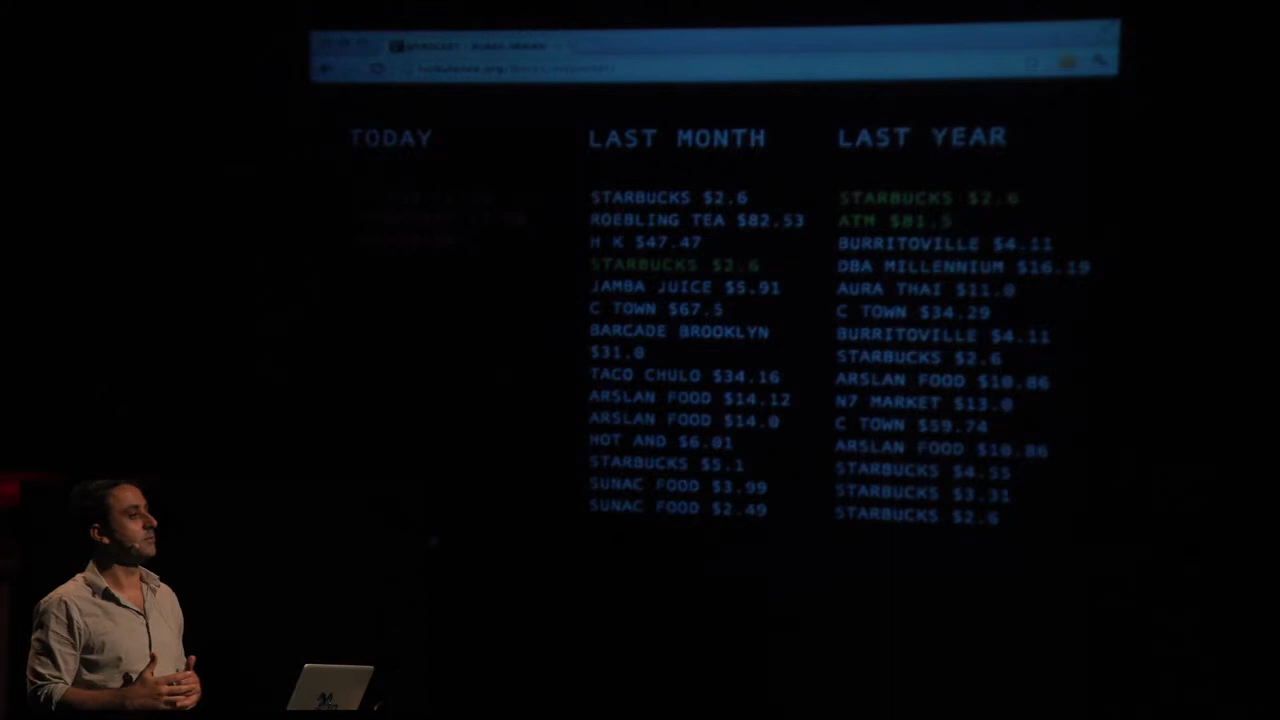 TODAY
LAST MONTH
STARBUCKS $2.6
ROEBLING TEA $82.53
H K $47.47
STARBUCKS $2.6
JAMBA JUICE $5.91
C TOWN $67.5
BARCADE BROOKLYN
$31.0
TACO CHULO $34.16
ARSLAN FOOD $14.12
ARSLAN FOOD $14.0
HOT AND $6.01
STARBUCKS $5.1
SUNAC FOOD $3.99
SUNAC FOOD $2.49
LAST YEAR
STARBUCKS $2.6
ATM $81.5
BURRITOVILLE $4.11
DBA MILLENNIUM $16.19
AURA THAI $11.0
C TOWN $34.29
BURRITOVILLE $4.11
STARBUCKS $2.6
ARSLAN FOOD $10.86
N7 MARKET $13.0
C TOWN $59.74
ARSLAN FOOD $10.86
STARBUCKS $4.55
STARBUCKS $3.31
STARBUCKS $2.6